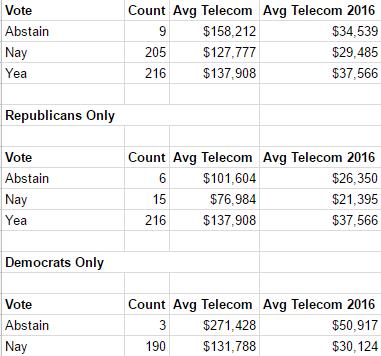 Vote Count Avg Telecom Avg Telecom 2016
Abstain 9 $158,212 $34,539
Nay 205 $127,777 $29,485
Yea 216 $137,908 $37,566
Republicans Only
Vote Count Avg Telecom Avg Telecom 2016
Abstain 6 $101,604 $26,350
Nay 15 $76,984 $21,395
Yea 216 $137,908 $37,566
Democrats Only
Vote Count Avg Telecom Avg Telecom 2016
Abstain 3 $271,428 $50,917
Nay 190 $131,788 $30,124